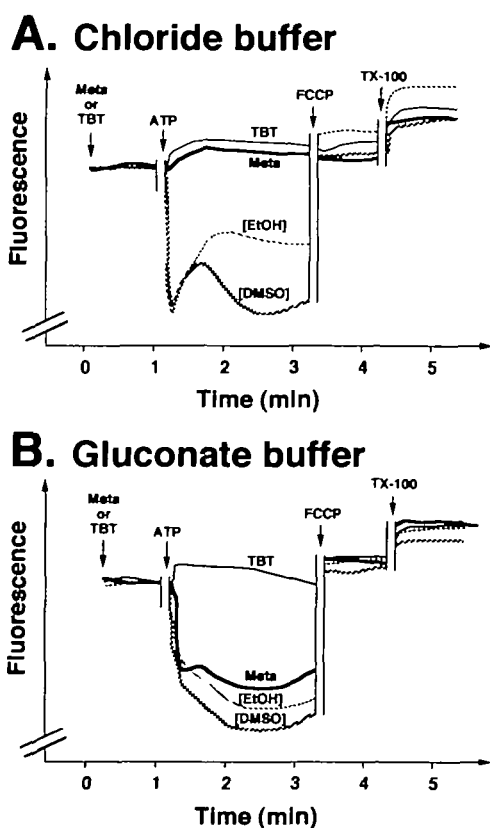 A. Chloride buffer
Meta
or
TBT
ATP
FCCP
TX-100
TBT
Meta
[EtOH]
[DMSO]
Fluorescence
0 1 2 3 4 5
Time (min)
B. Gluconate buffer
Meta
or
TBT
ATP
FCCP
TX-100
TBT
Meta
[EtOH]
[DMSO]
Fluorescence
0 1 2 3 4 5
Time (min)